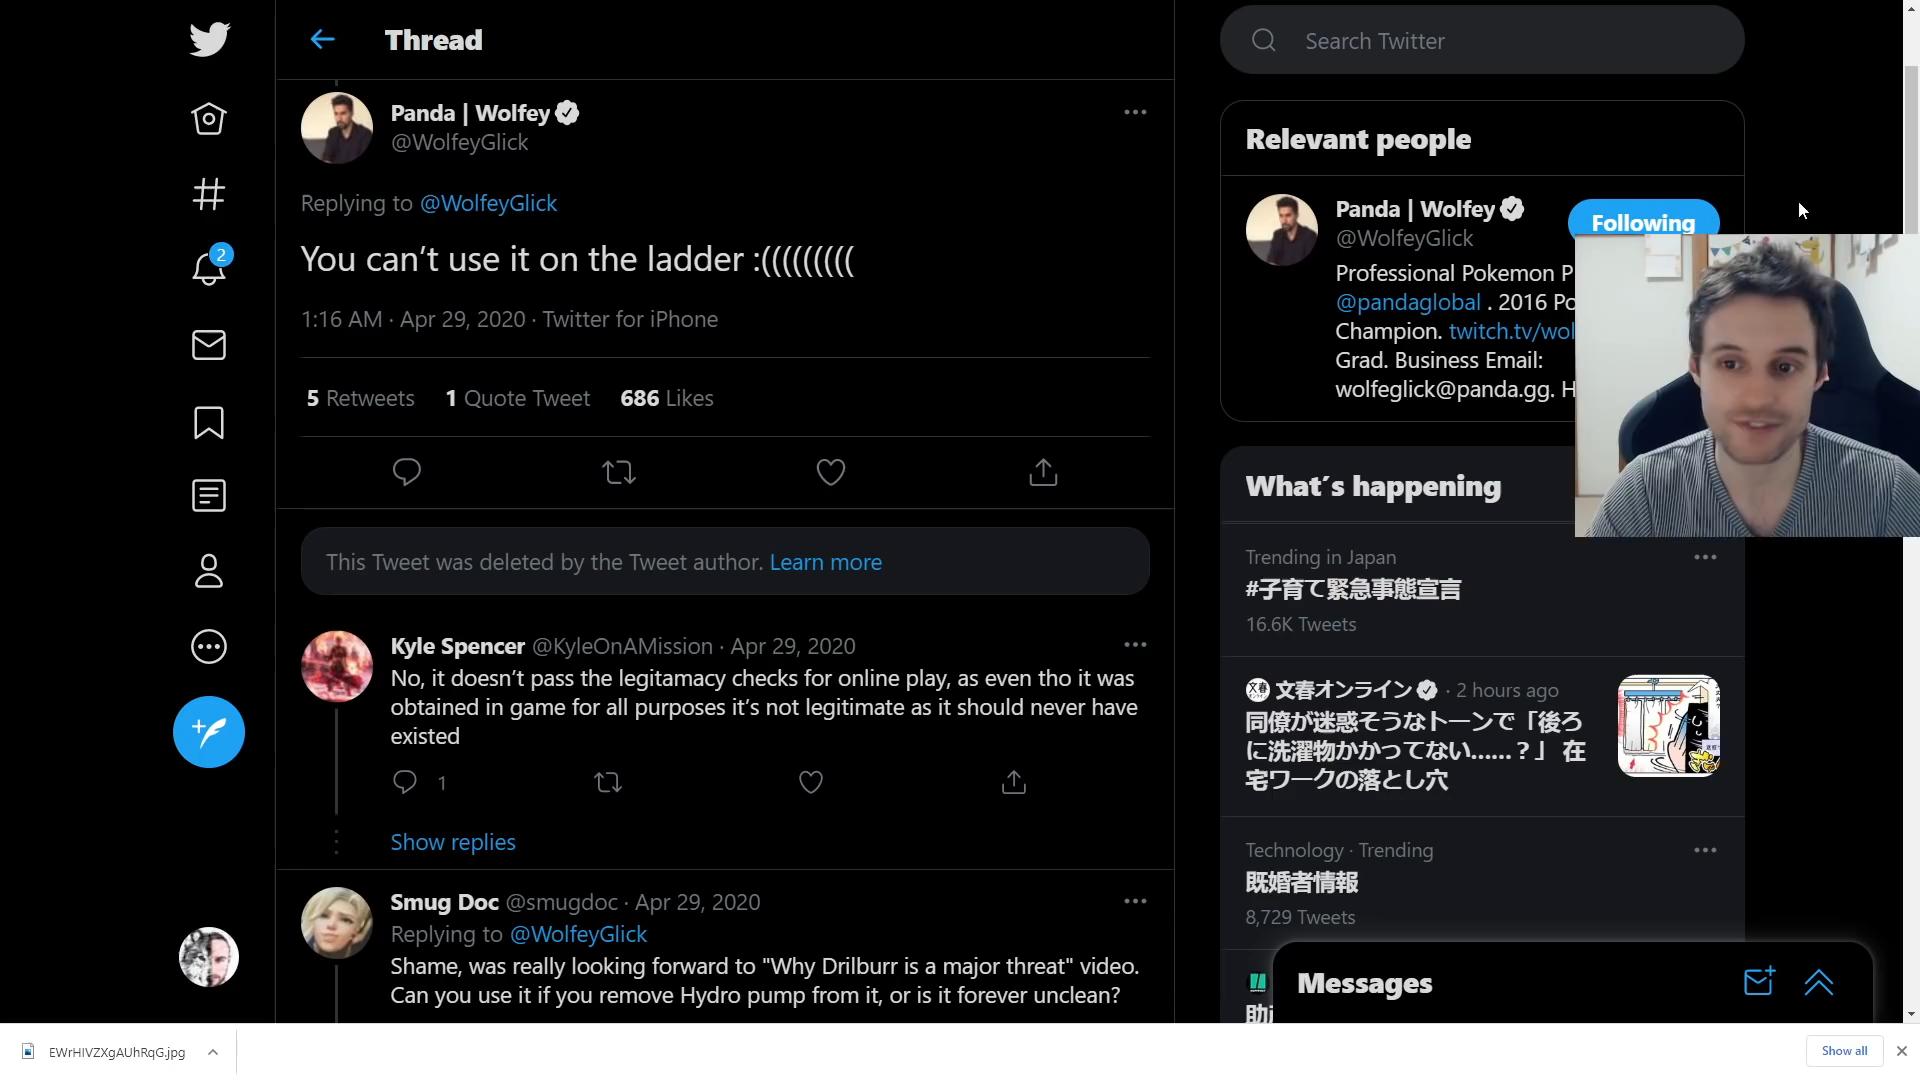 Thread
Search Twitter
Panda | Wolfey
@WolfeyGlick
Replying to @WolfeyGlick
You can’t use it on the ladder :(((((((((
1:16 AM · Apr 29, 2020 · Twitter for iPhone
5 Retweets 1 Quote Tweet 686 Likes
This Tweet was deleted by the Tweet author. Learn more
Kyle Spencer @KyleOnAMission · Apr 29, 2020
No, it doesn’t pass the legitamacy checks for online play, as even tho it was
obtained in game for all purposes it’s not legitimate as it should never have
existed
1
Show replies
Smug Doc @smugdoc · Apr 29, 2020
Replying to @WolfeyGlick
Shame, was really looking forward to "Why Drilburr is a major threat" video.
Can you use it if you remove Hydro pump from it, or is it forever unclean?
2
Relevant people
Panda | Wolfey
Following
@WolfeyGlick
Professional Pokemon P
@pandaglobal . 2016 Po
Champion. twitch.tv/wol
Grad. Business Email:
wolfeglick@panda.gg. H
What’s happening
Trending in Japan
#子育て緊急事態宣言
16.6K Tweets
文春オンライン · 2 hours ago
同僚が迷惑そうなトーンで「後ろ
に洗濯物かかってない……？」 在
宅ワークの落とし穴
Technology · Trending
既婚者情報
8,729 Tweets
Messages
EWrHIVZXgAUhRqG.jpg
Show all